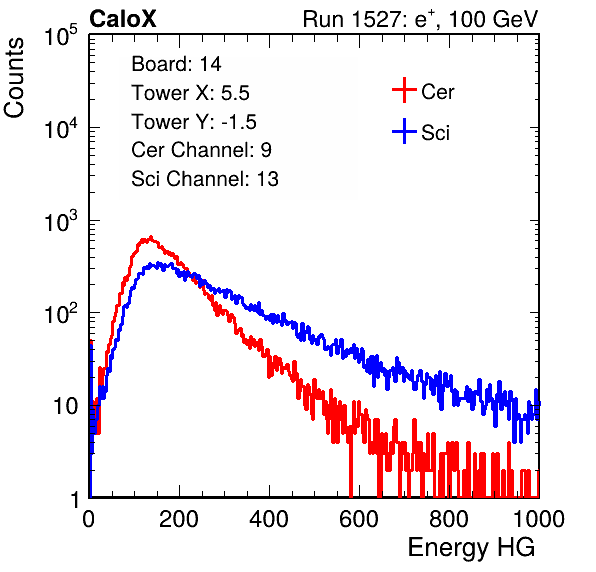 CaloX Run 1527: e⁺, 100 GeV
Counts
10⁵
10⁴
10³
10²
10
1
Board: 14
Tower X: 5.5
Tower Y: -1.5
Cer Channel: 9
Sci Channel: 13
Cer
Sci
0 200 400 600 800 1000
Energy HG